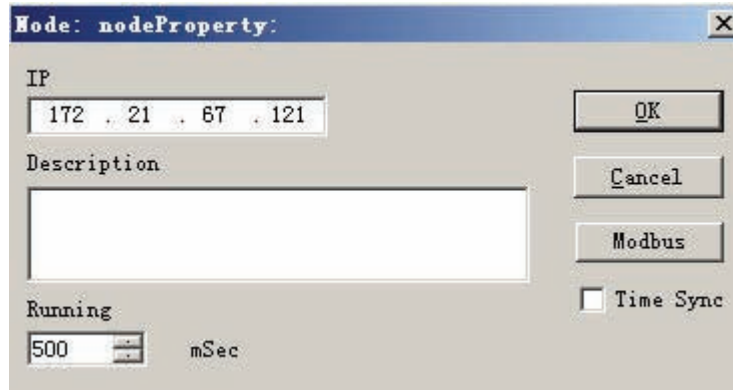 Node: nodeProperty:
IP
172 . 21 . 67 . 121
OK
Description
Cancel
Modbus
Time Sync
Running
500 mSec